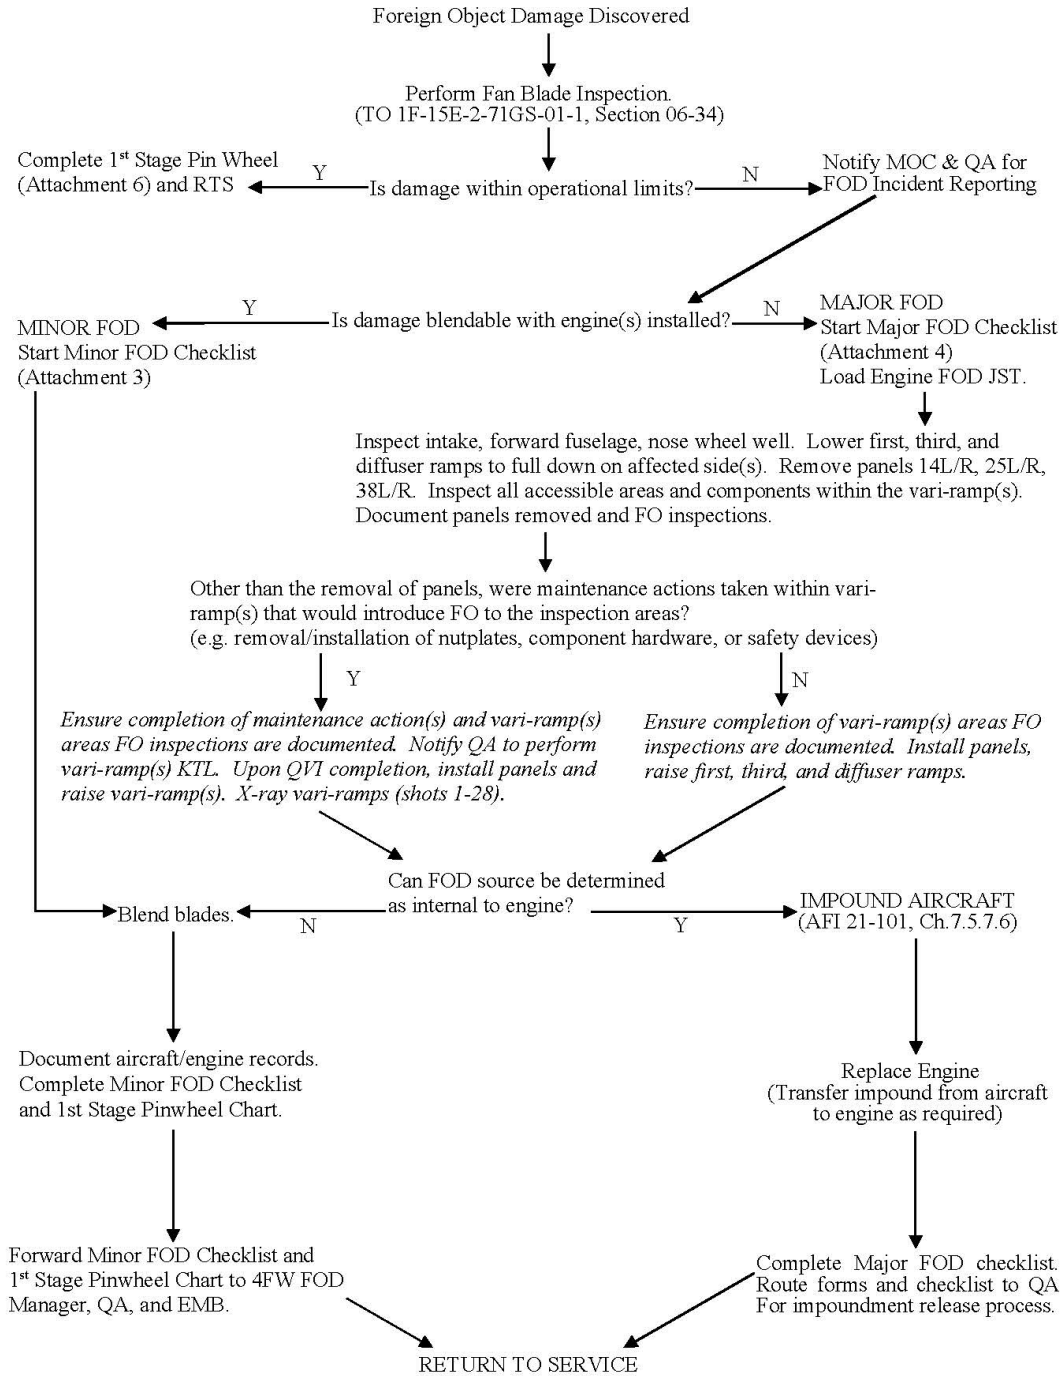 Foreign Object Damage Discovered
Perform Fan Blade Inspection.
(TO 1F-15E-2-71GS-01-1, Section 06-34)
Complete 1st Stage Pin Wheel
(Attachment 6) and RTS
Y
Is damage within operational limits?
N
Notify MOC & QA for
FOD Incident Reporting
MINOR FOD
Start Minor FOD Checklist
(Attachment 3)
Y
Is damage blendable with engine(s) installed?
N
MAJOR FOD
Start Major FOD Checklist
(Attachment 4)
Load Engine FOD JST.
Inspect intake, forward fuselage, nose wheel well. Lower first, third, and
diffuser ramps to full down on affected side(s). Remove panels 14L/R, 25L/R,
38L/R. Inspect all accessible areas and components within the vari-ramp(s).
Document panels removed and FO inspections.
Other than the removal of panels, were maintenance actions taken within vari-
ramp(s) that would introduce FO to the inspection areas?
(e.g. removal/installation of nutplates, component hardware, or safety devices)
Y
N
Ensure completion of maintenance action(s) and vari-ramp(s)
areas FO inspections are documented. Notify QA to perform
vari-ramp(s) KTL. Upon QVI completion, install panels and
raise vari-ramp(s). X-ray vari-ramps (shots 1-28).
Ensure completion of vari-ramp(s) areas FO
inspections are documented. Install panels,
raise first, third, and diffuser ramps.
Can FOD source be determined
as internal to engine?
Blend blades.
N
Y
IMPOUND AIRCRAFT
(AFI 21-101, Ch.7.5.7.6)
Document aircraft/engine records.
Complete Minor FOD Checklist
and 1st Stage Pinwheel Chart.
Replace Engine
(Transfer impound from aircraft
to engine as required)
Forward Minor FOD Checklist and
1st Stage Pinwheel Chart to 4FW FOD
Manager, QA, and EMB.
Complete Major FOD checklist.
Route forms and checklist to QA
For impoundment release process.
RETURN TO SERVICE